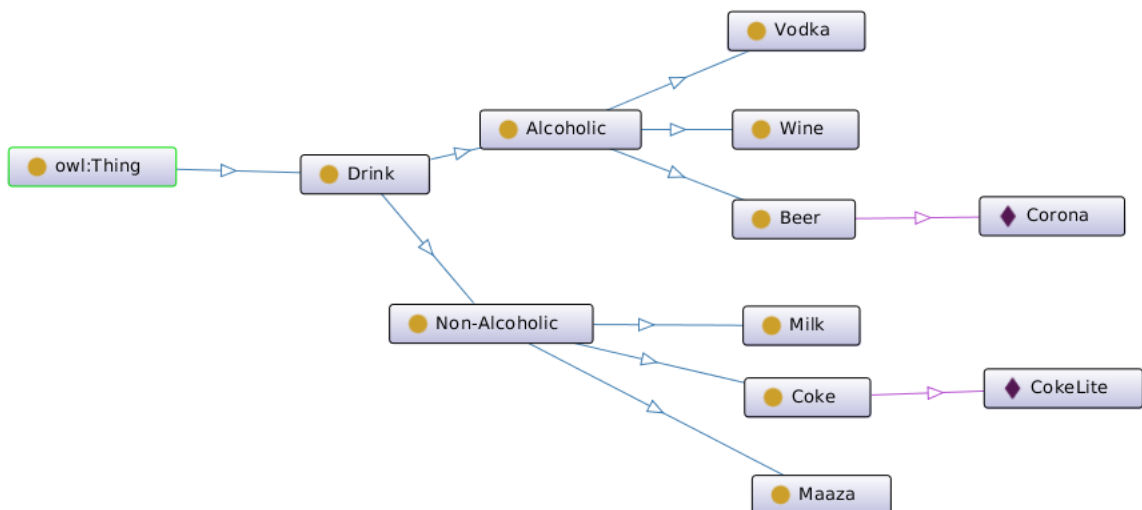 Vodka
Alcoholic
Wine
owl:Thing
Drink
Beer
Corona
Non-Alcoholic
Milk
Coke
CokeLite
Maaza